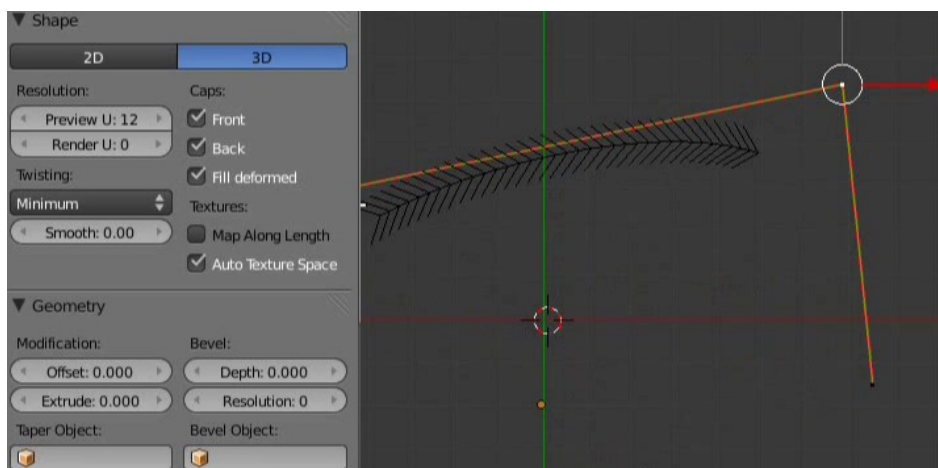 Shape
2D 3D
Resolution: Caps:
Preview U: 12 Front
Render U: 0 Back
Twisting: Fill deformed
Minimum Textures:
Smooth: 0.00 Map Along Length
Auto Texture Space
Geometry
Modification: Bevel:
Offset: 0.000 Depth: 0.000
Extrude: 0.000 Resolution: 0
Taper Object: Bevel Object: